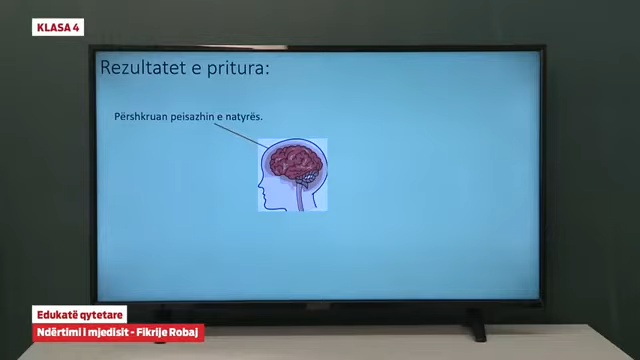 KLASA 4
Rezultatet e pritura:
Përshkruan peisazhin e natyrës.
Edukatë qytetare
Ndërtimi I mjedisit - Fikrije Robaj